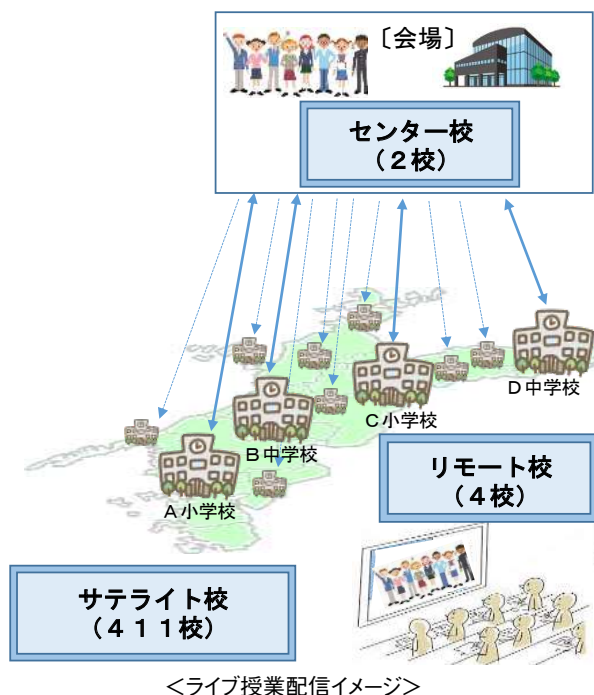 〔会場〕
センター校
（２校）
D中学校
C小学校
B中学校
A小学校
リモート校
（４校）
サテライト校
（４１１校）
＜ライブ授業配信イメージ＞